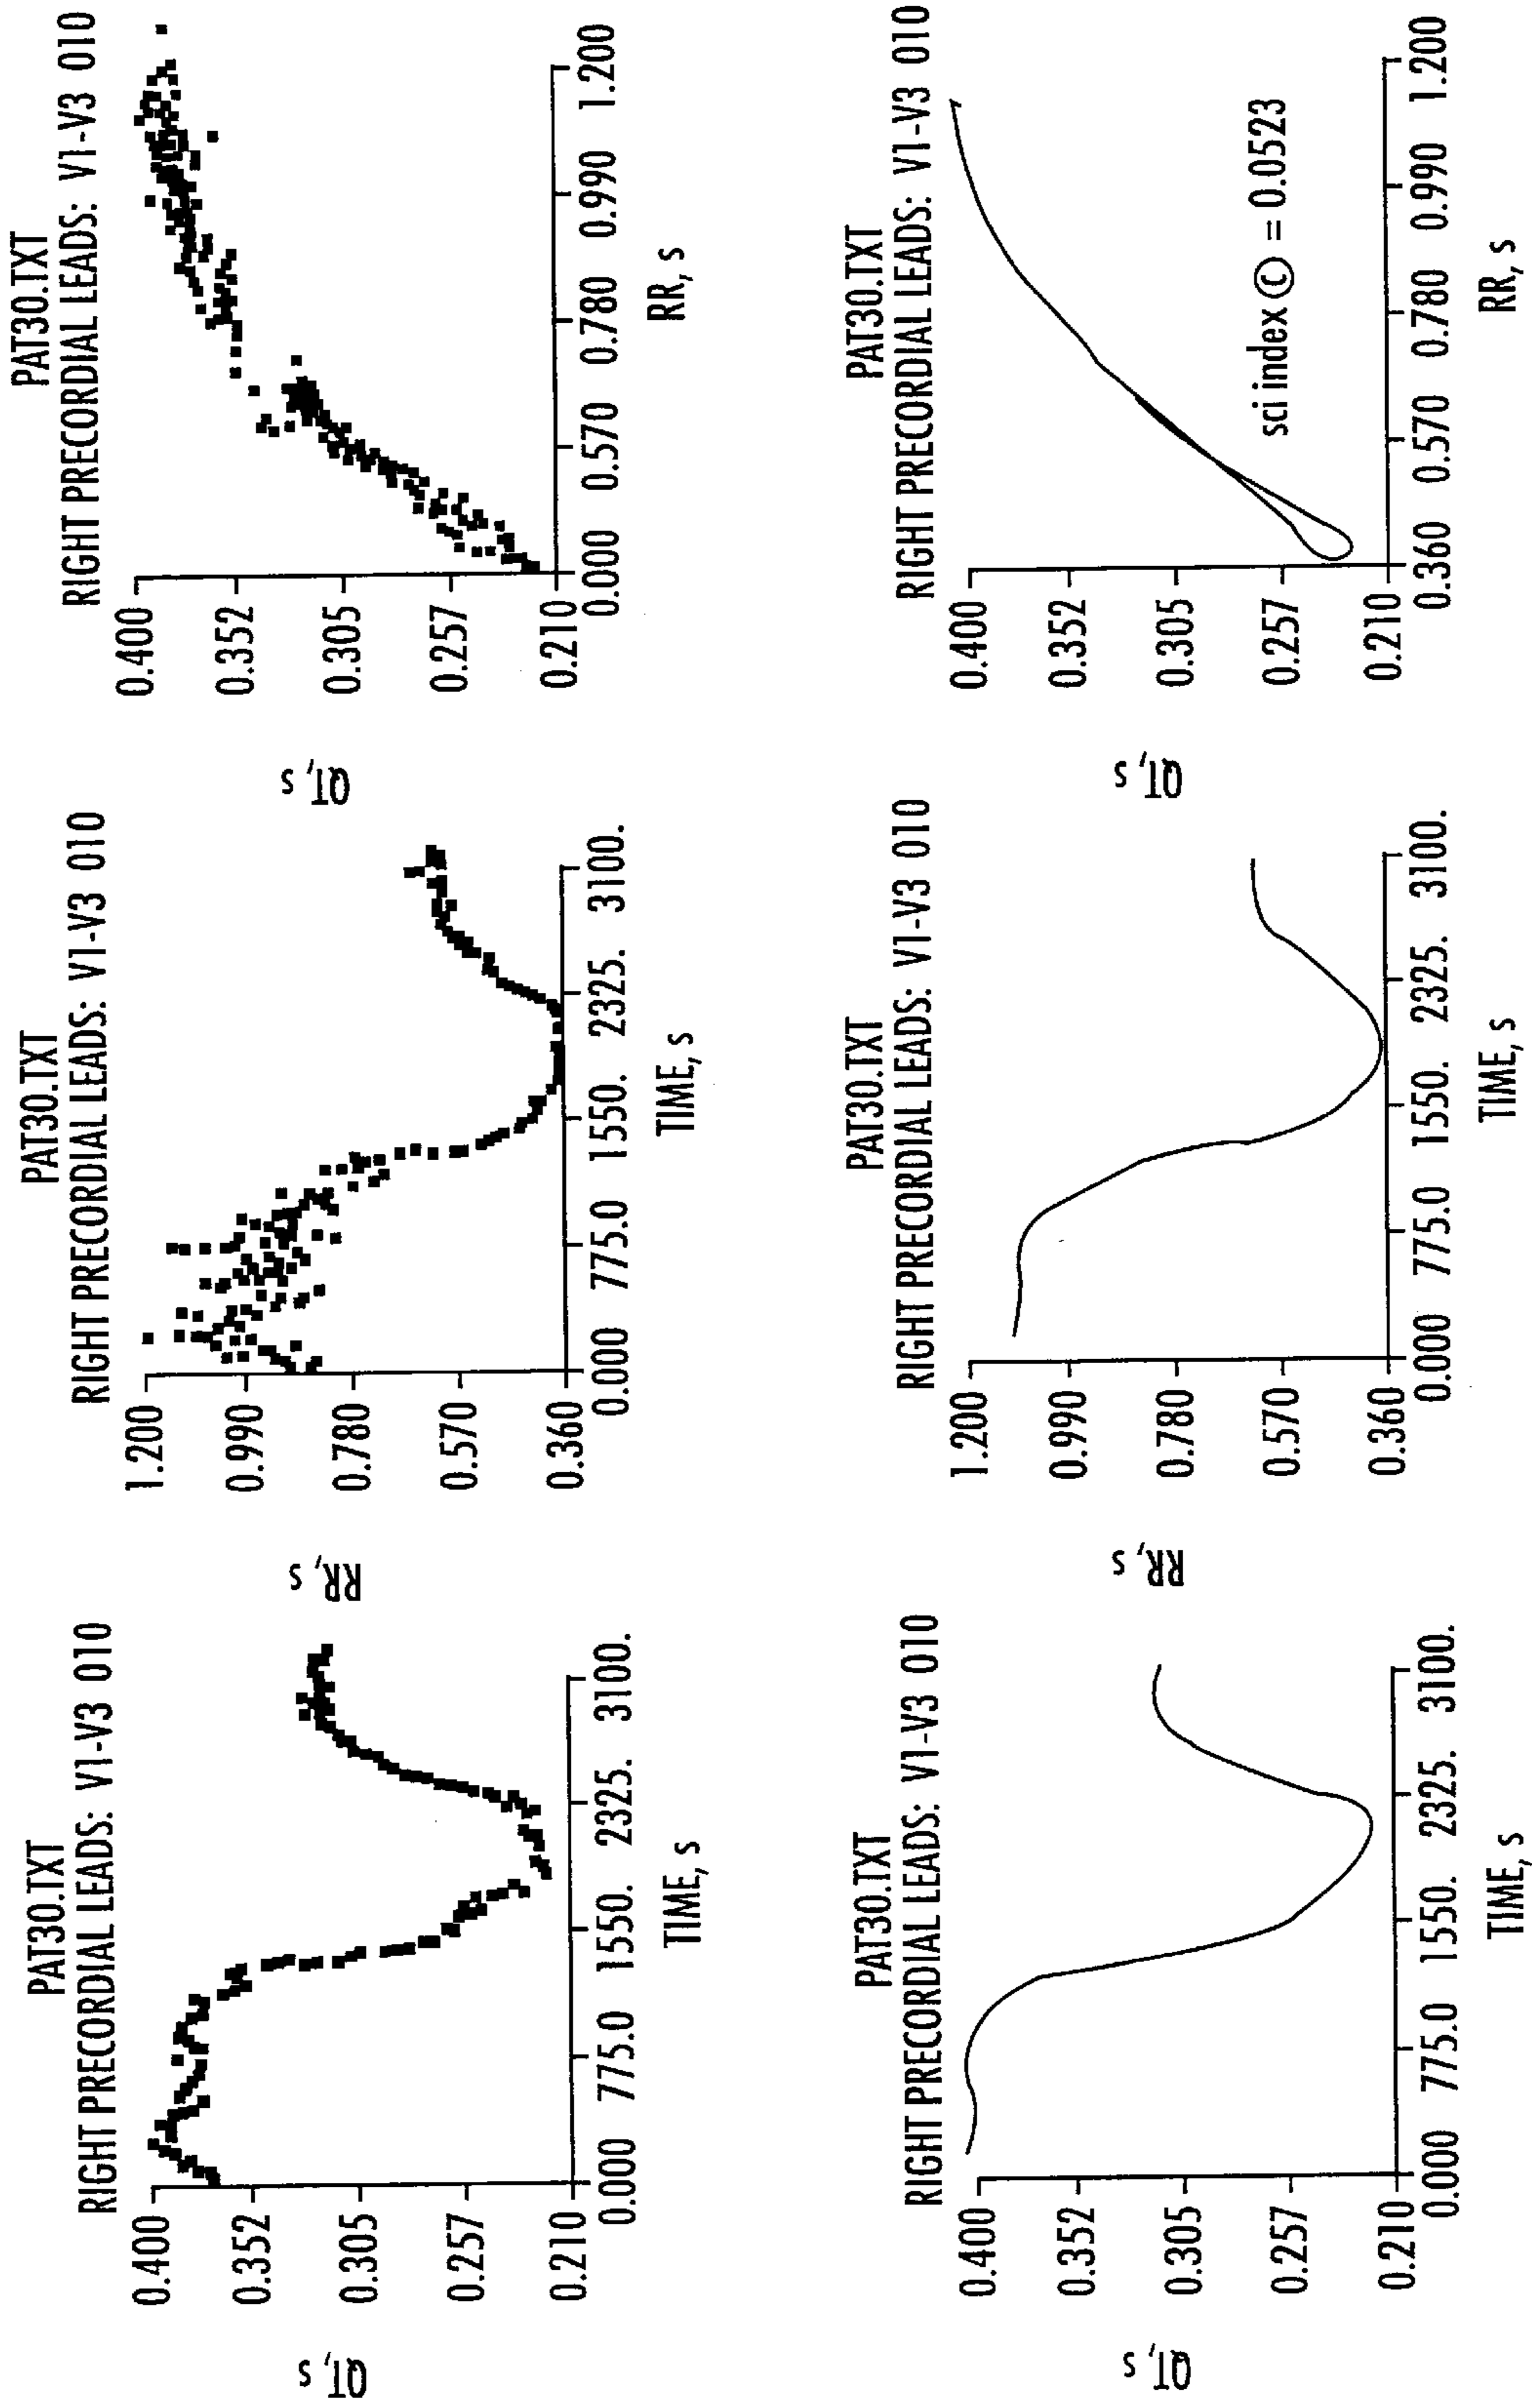 PAT30.TXT
RIGHT PRECORDIAL LEADS: V1-V3 010
QT, s
0.400
0.352
0.305
0.257
0.210
0.000 775.0 1550. 2325. 3100.
TIME, s
PAT30.TXT
RIGHT PRECORDIAL LEADS: V1-V3 010
RR, s
1.200
0.990
0.780
0.570
0.360
0.000 775.0 1550. 2325. 3100.
TIME, s
PAT30.TXT
RIGHT PRECORDIAL LEADS: V1-V3 010
QT, s
0.400
0.352
0.305
0.257
0.210
0.000 0.570 0.780 0.990 1.200
RR, s
PAT30.TXT
RIGHT PRECORDIAL LEADS: V1-V3 010
QT, s
0.400
0.352
0.305
0.257
0.210
0.000 775.0 1550. 2325. 3100.
TIME, s
PAT30.TXT
RIGHT PRECORDIAL LEADS: V1-V3 010
RR, s
1.200
0.990
0.780
0.570
0.360
0.000 775.0 1550. 2325. 3100.
TIME, s
PAT30.TXT
RIGHT PRECORDIAL LEADS: V1-V3 010
QT, s
0.400
0.352
0.305
0.257
0.210
sci index © = 0.0523
0.360 0.570 0.780 0.990 1.200
RR, s